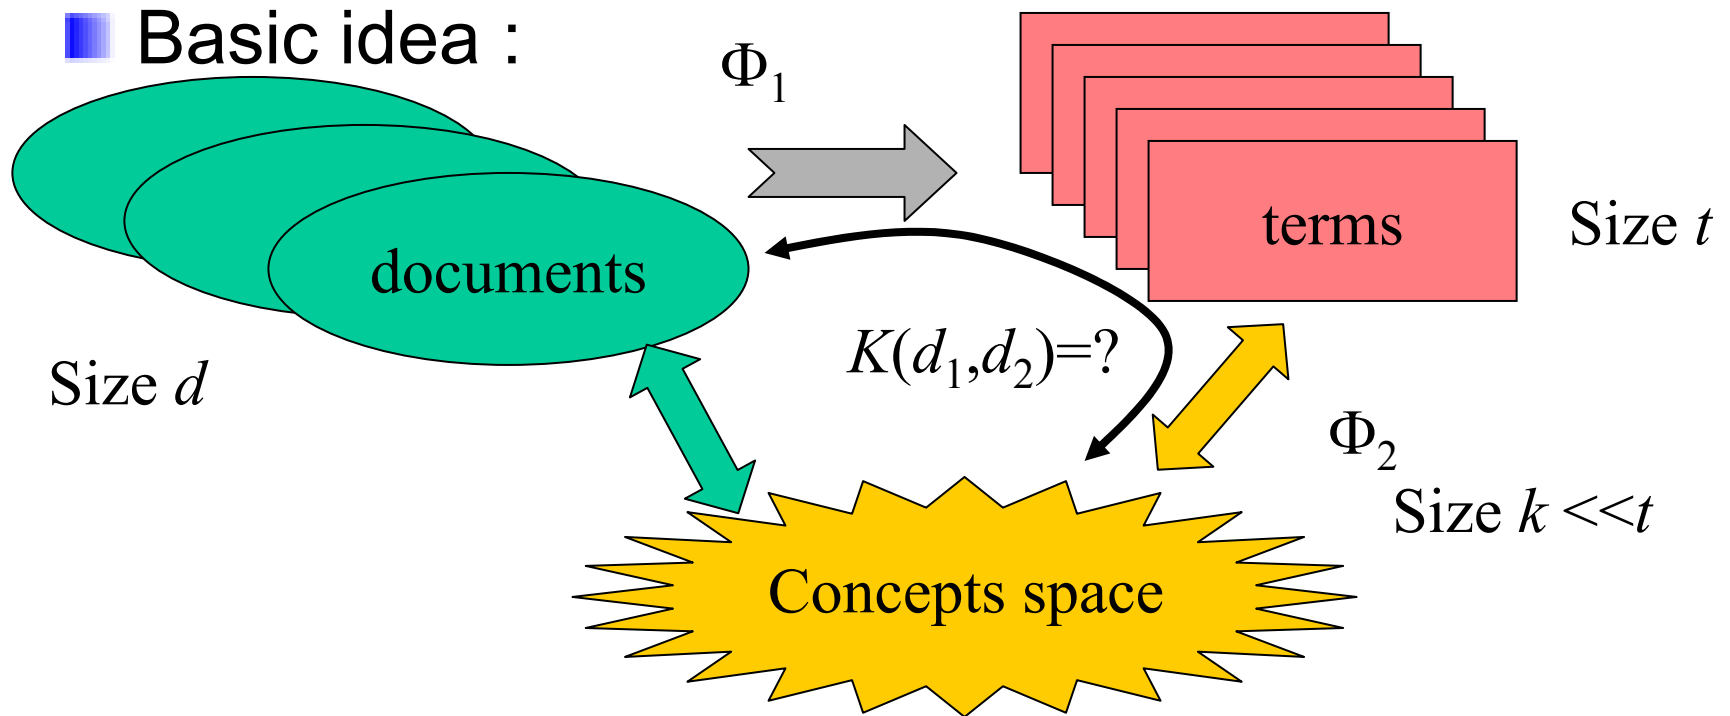 Basic idea :
Φ1
terms
Size t
documents
K(d1,d2)=?
Size d
Φ2
Size k <<t
Concepts space